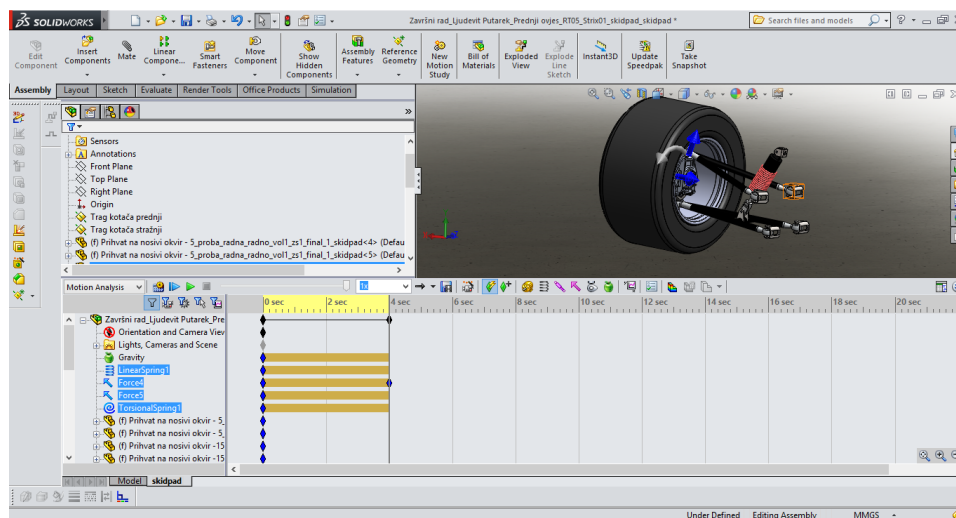 SOLIDWORKS
Završni rad_Ljudevit Putarek_Prednji ovjes_RT05_Strix01_skidpad_skidpad *
Search files and models
Edit Component
Insert Components
Mate
Linear Compone...
Smart Fasteners
Move Component
Show Hidden Components
Assembly Features
Reference Geometry
New Motion Study
Bill of Materials
Exploded View
Explode Line Sketch
Instant3D
Update Speedpak
Take Snapshot
Assembly Layout Sketch Evaluate Render Tools Office Products Simulation
Sensors
Annotations
Front Plane
Top Plane
Right Plane
Origin
Trag kotača prednji
Trag kotača stražnji
(f) Prihvat na nosivi okvir - 5_proba_radna_radno_vol1_zs1_final_1_skidpad<4> (Defau
(f) Prihvat na nosivi okvir - 5_proba_radna_radno_vol1_zs1_final_1_skidpad<5> (Defau
Motion Analysis
1x
0 sec 2 sec 4 sec 6 sec 8 sec 10 sec 12 sec 14 sec 16 sec 18 sec 20 sec
Završni rad_Ljudevit Putarek_Pre
Orientation and Camera View
Lights, Cameras and Scene
Gravity
LinearSpring1
Force4
Force5
TorsionalSpring1
(f) Prihvat na nosivi okvir - 5_
(f) Prihvat na nosivi okvir - 5_
(f) Prihvat na nosivi okvir -15
(f) Prihvat na nosivi okvir -15
Model skidpad
Under Defined Editing Assembly MMGS